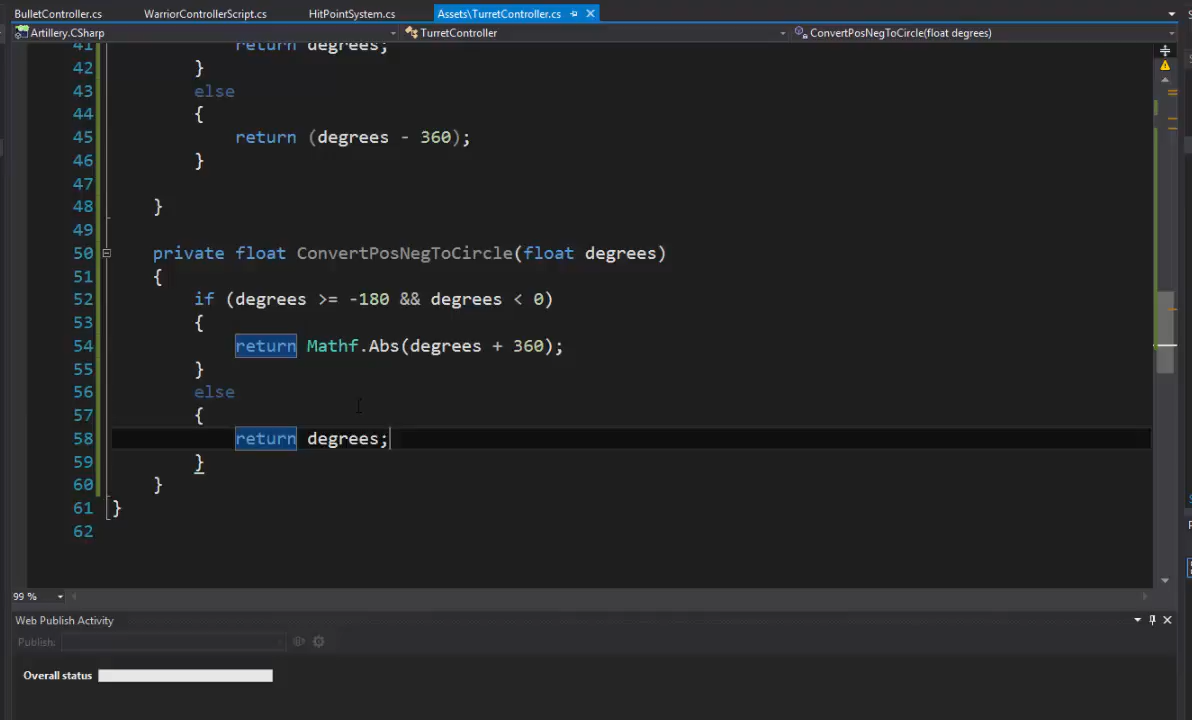 BulletController.cs WarriorControllerScript.cs HitPointSystem.cs Assets\TurretController.cs
Artillery.CSharp TurretController ConvertPosNegToCircle(float degrees)
41 return degrees;
42 }
43 else
44 {
45 return (degrees - 360);
46 }
47
48 }
49
50 private float ConvertPosNegToCircle(float degrees)
51 {
52 if (degrees >= -180 && degrees < 0)
53 {
54 return Mathf.Abs(degrees + 360);
55 }
56 else
57 {
58 return degrees;
59 }
60 }
61 }
62
99 %
Web Publish Activity
Publish:
Overall status